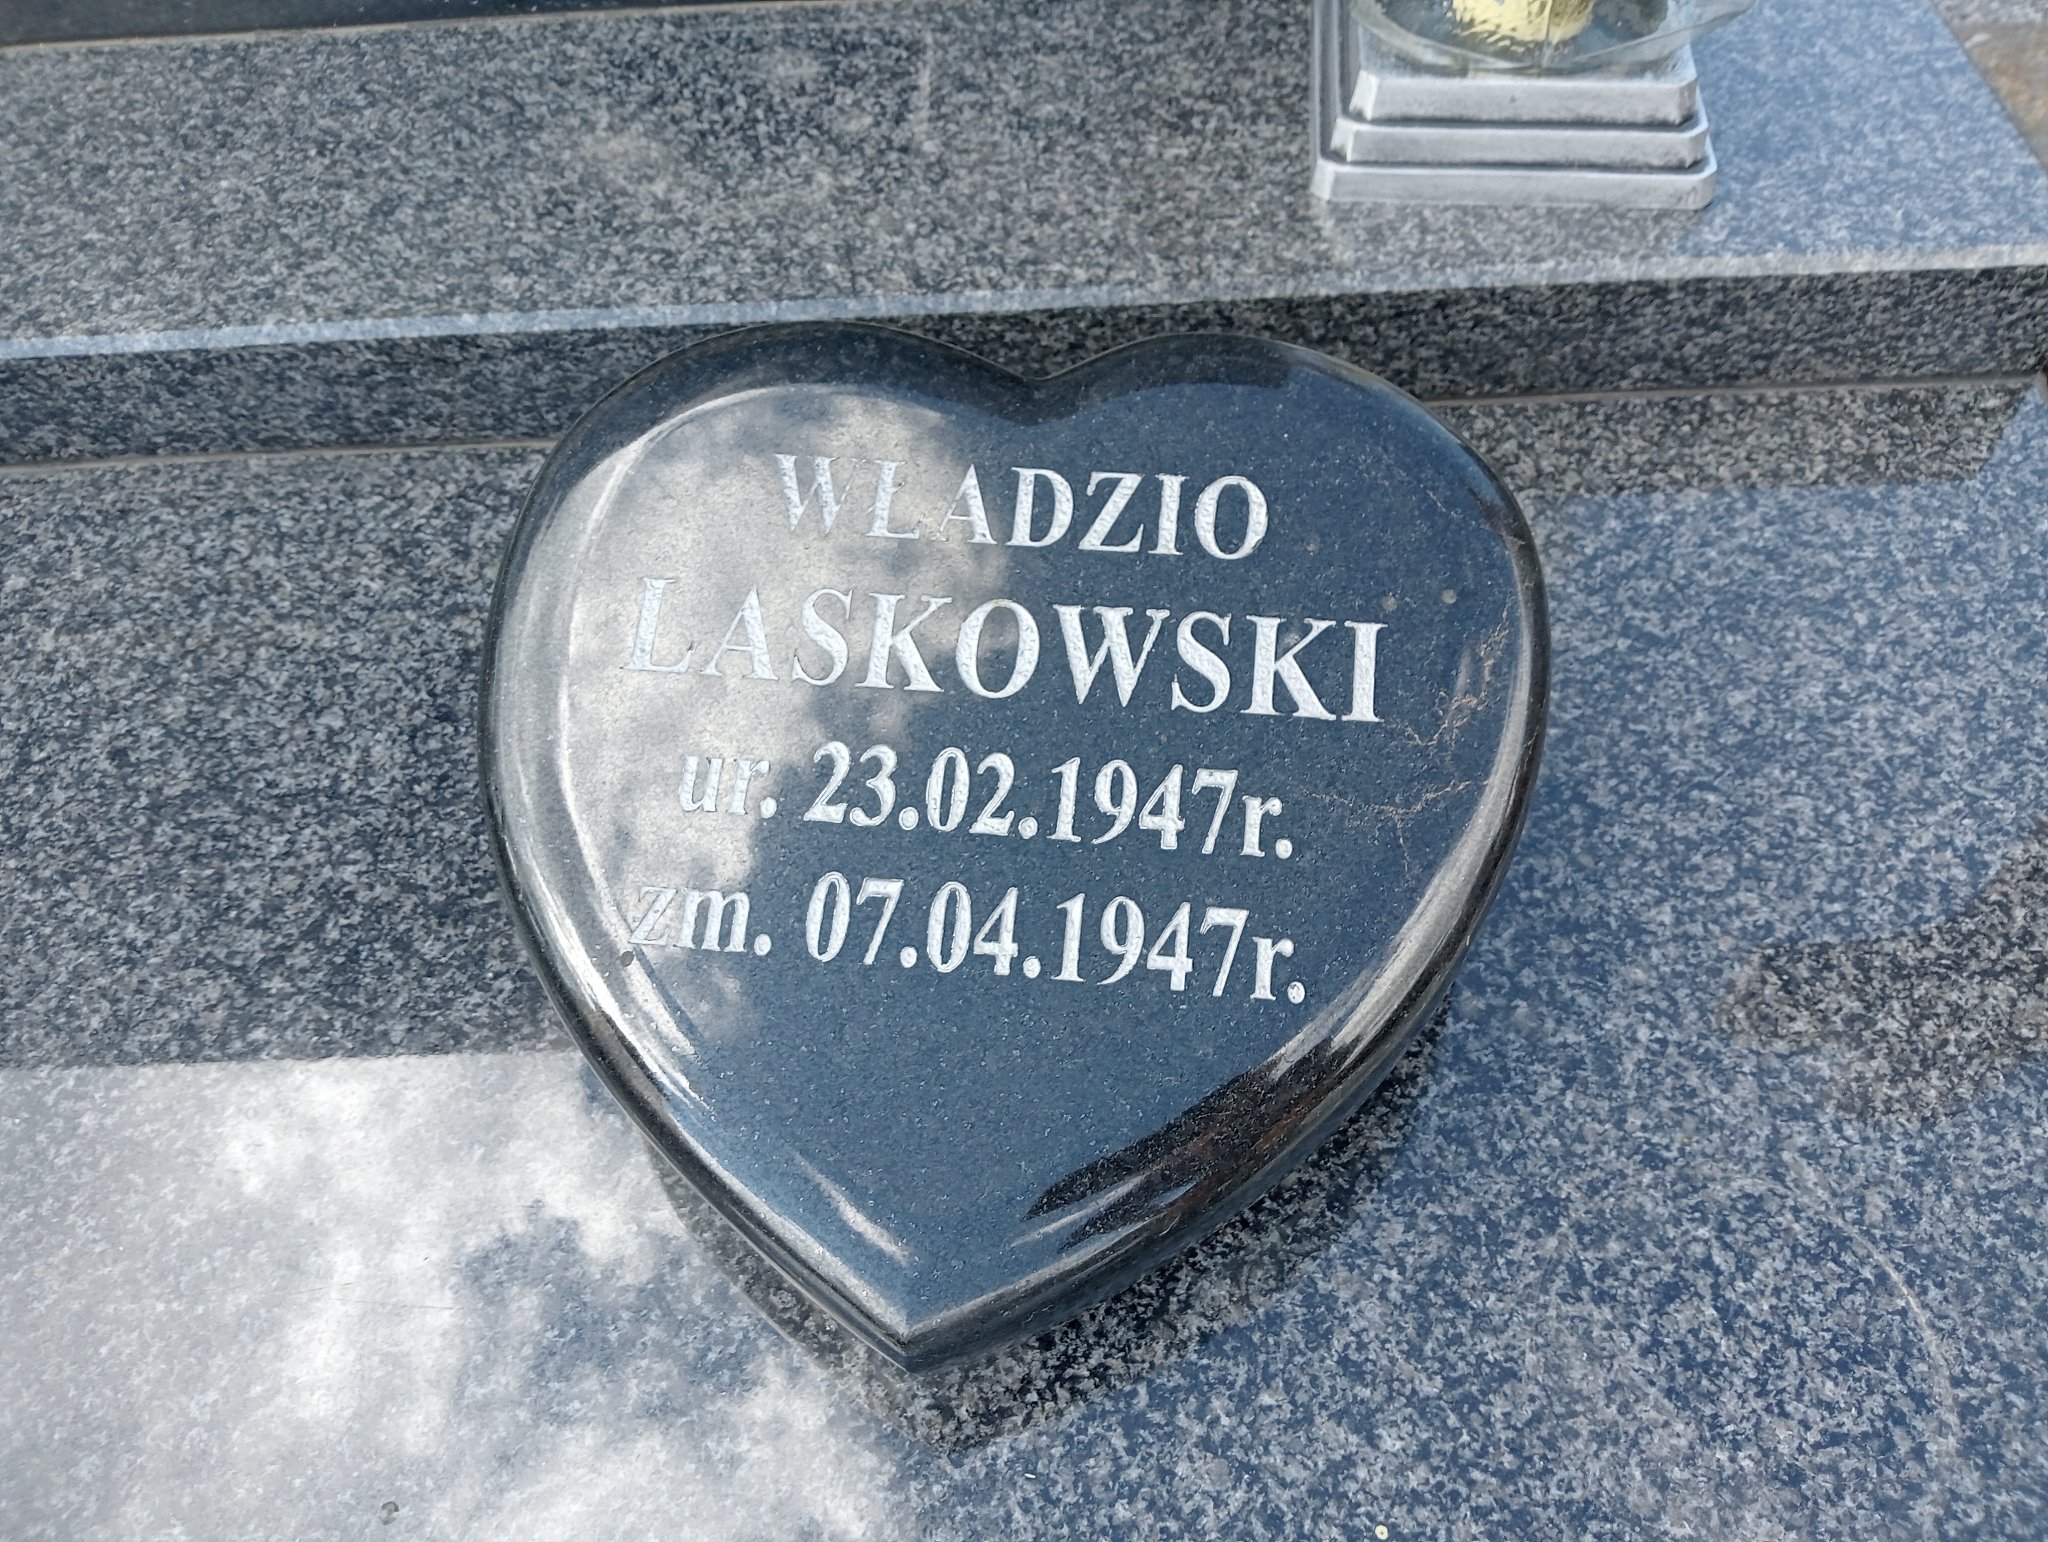 WŁADZIO
LASKOWSKI
ur. 23.02.1947r.
zm. 07.04.1947r.